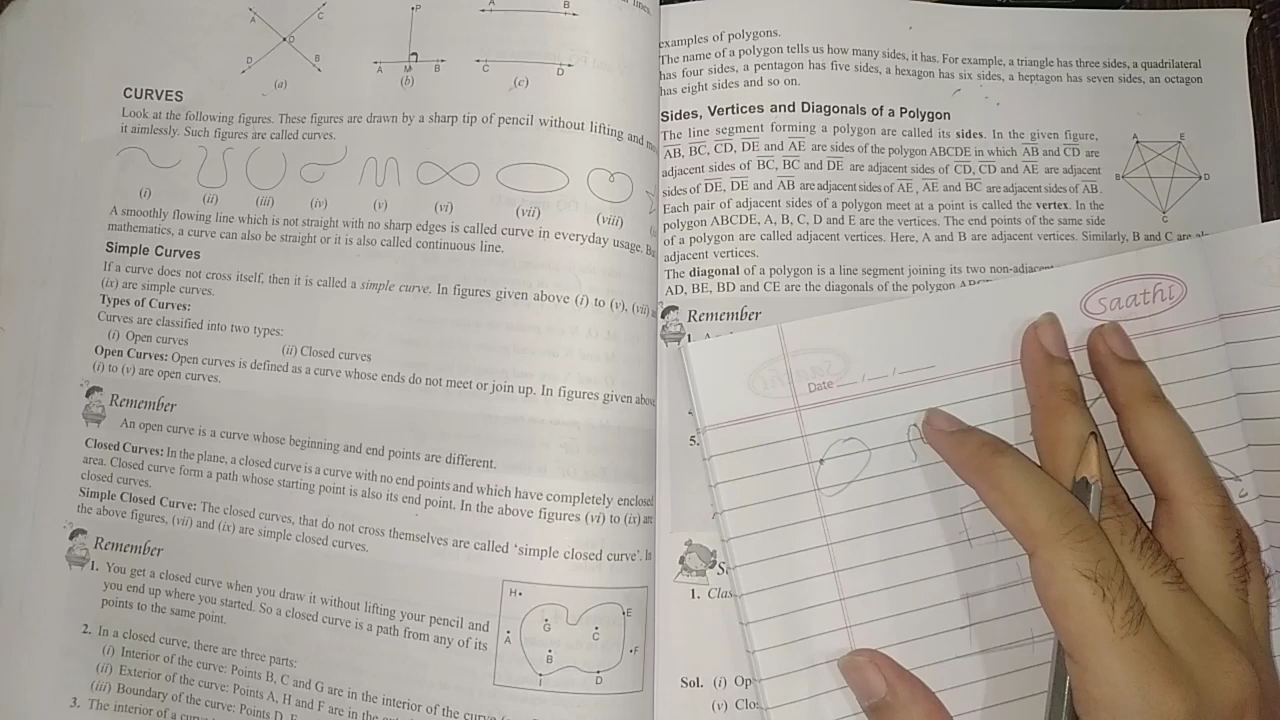 A
C
O
D
B
(a)
P
A
M
B
(b)
A
B
C
D
(c)
CURVES
Look at the following figures. These figures are drawn by a sharp tip of pencil without lifting and
it aimlessly. Such figures are called curves.
(i) (ii) (iii) (iv) (v) (vi) (vii) (viii)
A smoothly flowing line which is not straight with no sharp edges is called curve in everyday usage.
mathematics, a curve can also be straight or it is also called continuous line.
Simple Curves
If a curve does not cross itself, then it is called a simple curve. In figures given above (i) to (v), (vii)
(ix) are simple curves.
Types of Curves:
Curves are classified into two types:
(i) Open curves (ii) Closed curves
Open Curves: Open curves is defined as a curve whose ends do not meet or join up. In figures given above
(i) to (v) are open curves.
Remember
An open curve is a curve whose beginning and end points are different.
Closed Curves: In the plane, a closed curve is a curve with no end points and which have completely enclosed
area. Closed curve form a path whose starting point is also its end point. In the above figures (vi) to (ix) are
closed curves.
Simple Closed Curve: The closed curves, that do not cross themselves are called ‘simple closed curve’. In
the above figures, (vii) and (ix) are simple closed curves.
Remember
1. You get a closed curve when you draw it without lifting your pencil and
you end up where you started. So a closed curve is a path from any of its
points to the same point.
2. In a closed curve, there are three parts:
(i) Interior of the curve: Points B, C and G are in the interior of the curve
(ii) Exterior of the curve: Points A, H and F are in the
(iii) Boundary of the curve: Points D,
3. The interior of a
H
E
G
C
A
F
B
I
D
examples of polygons.
The name of a polygon tells us how many sides, it has. For example, a triangle has three sides, a quadrilateral
has four sides, a pentagon has five sides, a hexagon has six sides, a heptagon has seven sides, an octagon
has eight sides and so on.
Sides, Vertices and Diagonals of a Polygon
The line segment forming a polygon are called its sides. In the given figure,
AB, BC, CD, DE and AE are sides of the polygon ABCDE in which AB and CD are
adjacent sides of BC, BC and DE are adjacent sides of CD, CD and AE are adjacent
sides of DE, DE and AB are adjacent sides of AE, AE and BC are adjacent sides of AB.
Each pair of adjacent sides of a polygon meet at a point is called the vertex. In the
polygon ABCDE, A, B, C, D and E are the vertices. The end points of the same side
of a polygon are called adjacent vertices. Here, A and B are adjacent vertices. Similarly, B and C are
adjacent vertices.
A
E
B
D
C
The diagonal of a polygon is a line segment joining its two
AD, BE, BD and CE are the diagonals of the polygon
Remember
1.
5.
1.
Sol. (i)
(v)
saathi
Date